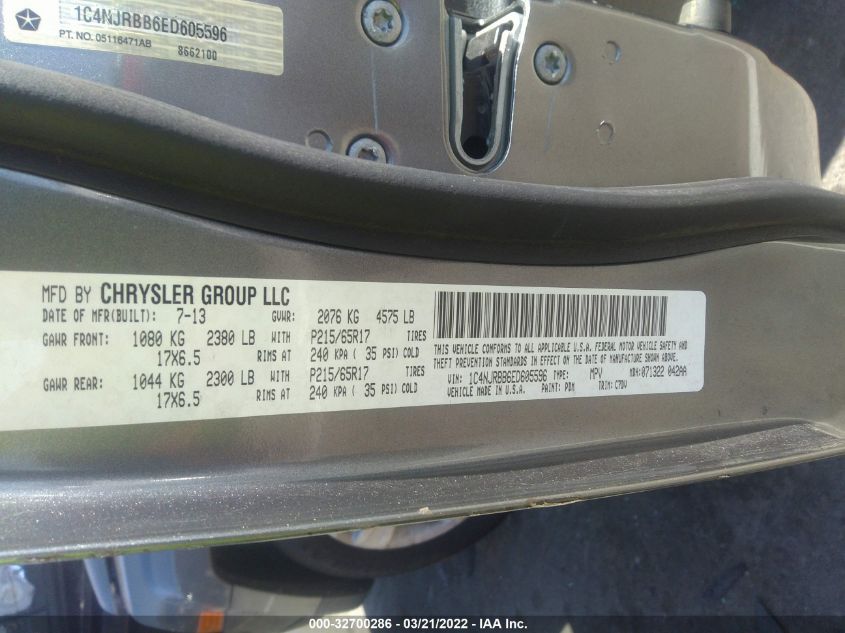 1C4NJRBB6ED605596
PT. NO. 05116471AB 8662100
MFD BY CHRYSLER GROUP LLC
DATE OF MFR(BUILT): 7-13 GVWR: 2076 KG 4575 LB
GAWR FRONT: 1080 KG 2380 LB WITH P215/65R17 TIRES
17X6.5 RIMS AT 240 KPA ( 35 PSI) COLD
GAWR REAR: 1044 KG 2300 LB WITH P215/65R17 TIRES
17X6.5 RIMS AT 240 KPA ( 35 PSI) COLD
THIS VEHICLE CONFORMS TO ALL APPLICABLE U.S.A. FEDERAL MOTOR VEHICLE SAFETY AND
THEFT PREVENTION STANDARDS IN EFFECT ON THE DATE OF MANUFACTURE SHOWN ABOVE.
VIN: 1C4NJRBB6ED605596 TYPE: MPV MDH:071322 042AA
VEHICLE MADE IN U.S.A. PAINT: PDM TRIM: C7DV
000-32700286 - 03/21/2022 - IAA Inc.